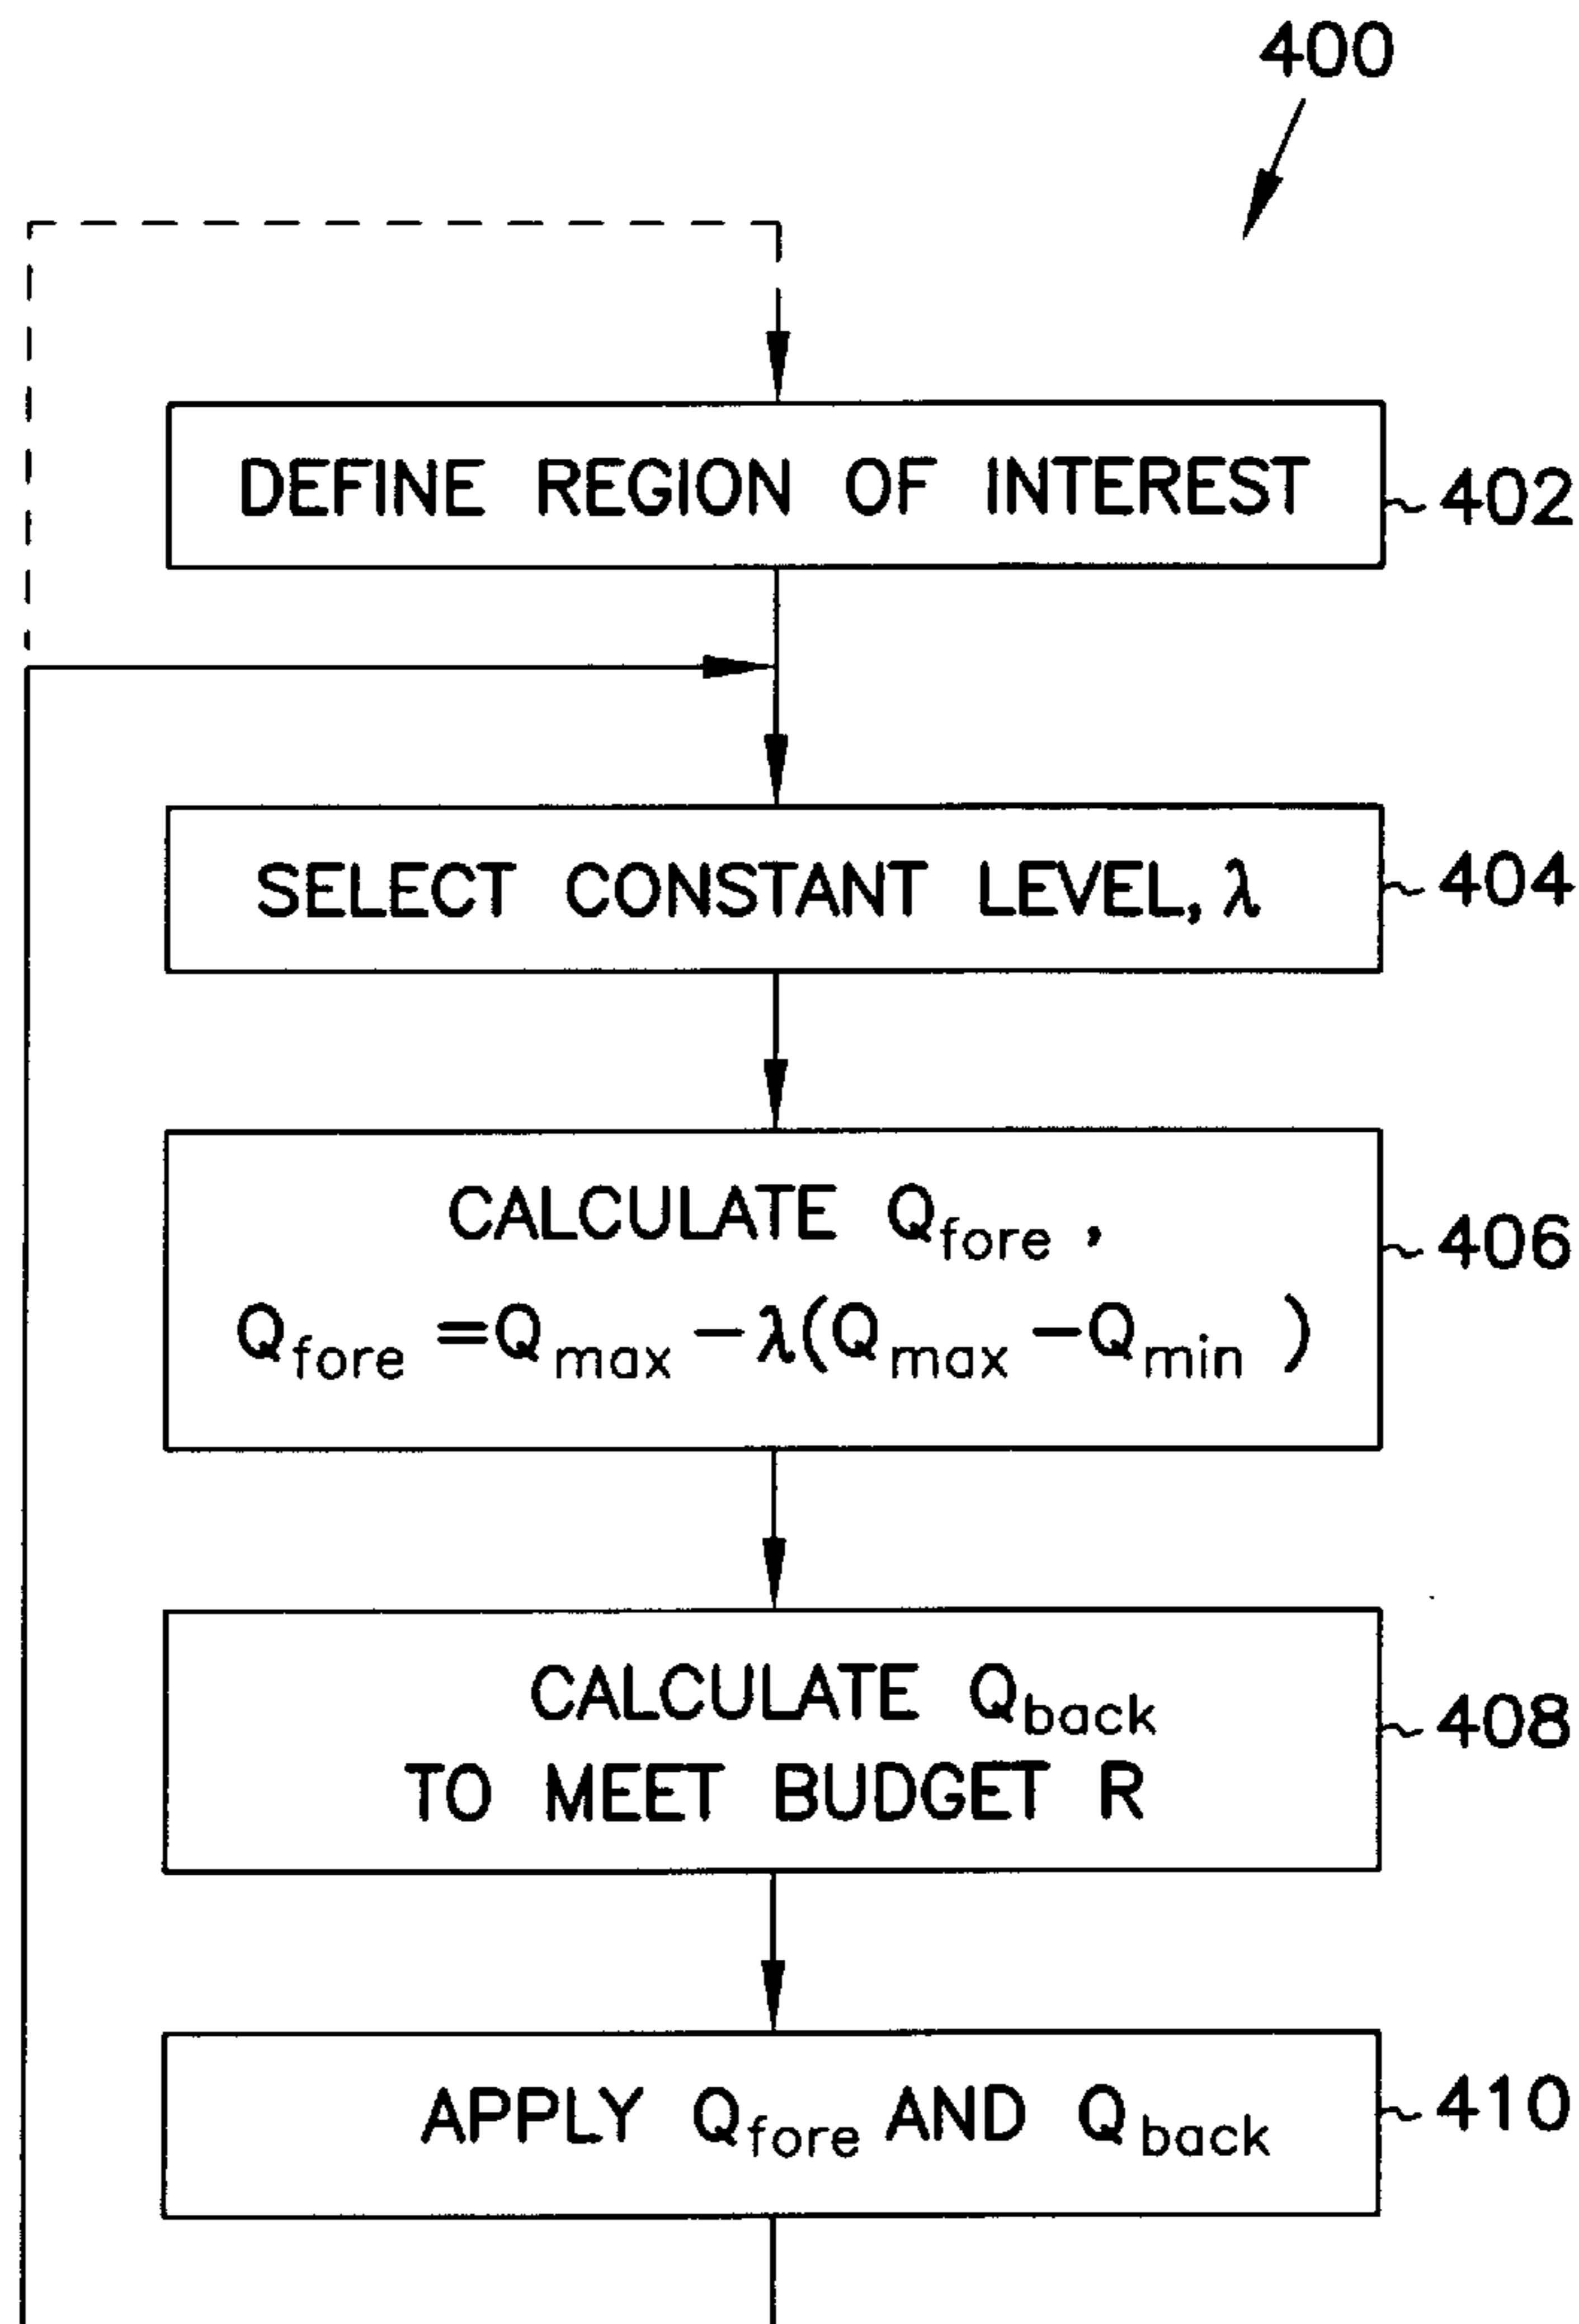 400
DEFINE REGION OF INTEREST
402
SELECT CONSTANT LEVEL, λ
404
CALCULATE Qfore ,
406
Qfore =Qmax −λ(Qmax −Qmin )
CALCULATE Qback
408
TO MEET BUDGET R
APPLY Qfore AND Qback
410